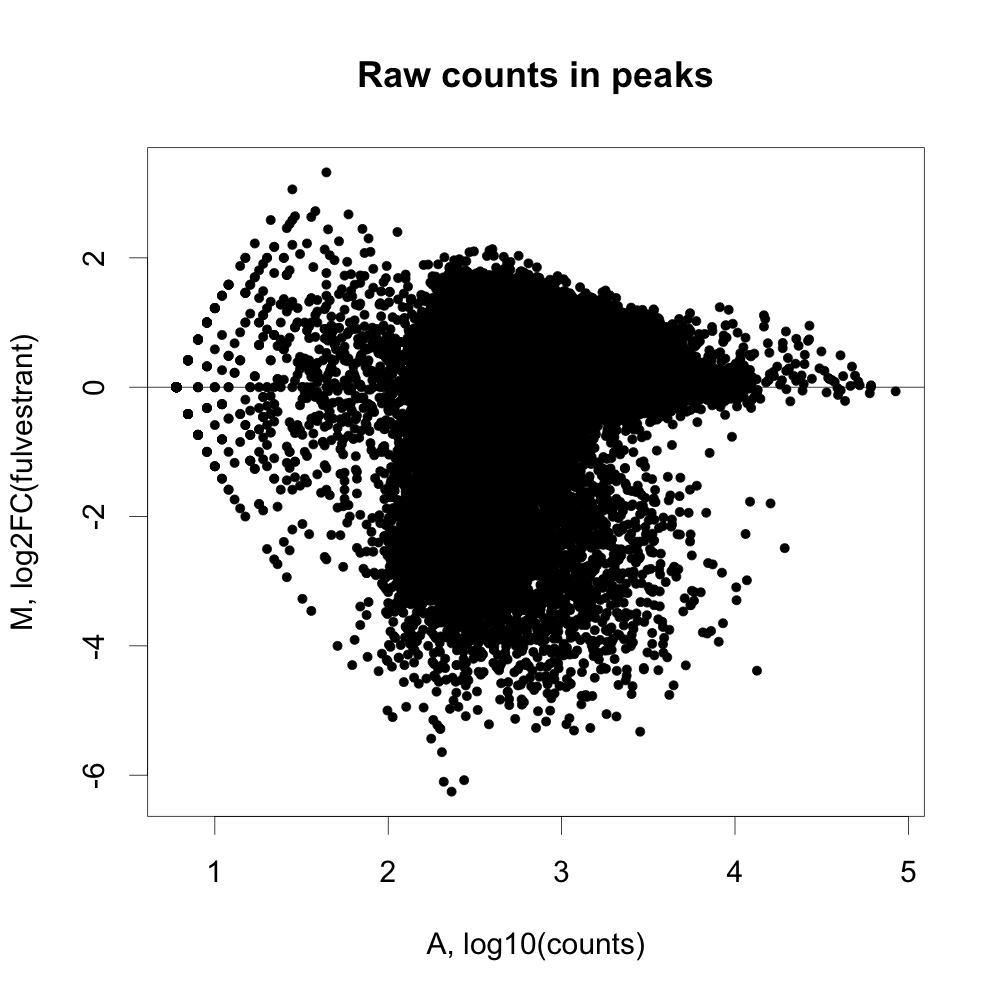 Raw counts in peaks
M, log2FC(fulvestrant)
2
0
-2
-4
-6
1 2 3 4 5
A, log10(counts)